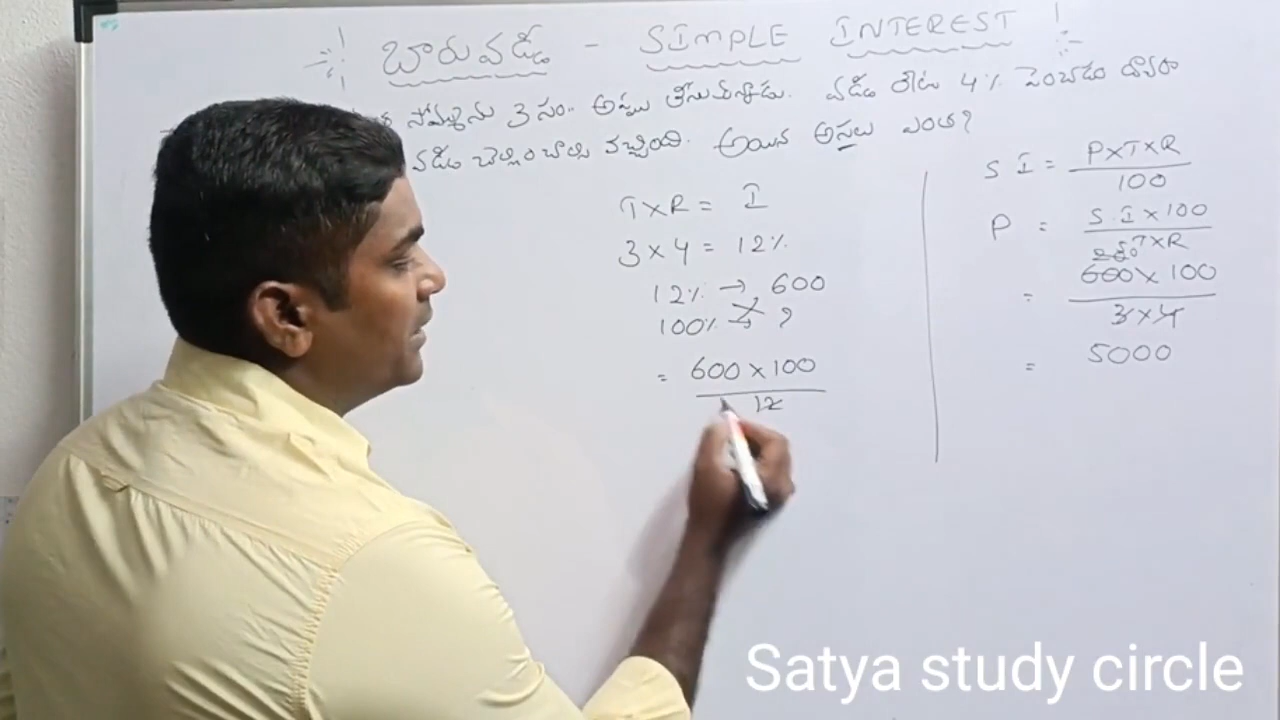 బారువడ్డీ - SIMPLE INTEREST
సొమ్మును 3 సం.. అప్పు తీసుకున్నాడు. వడ్డీ రేటు 4% పెంచడం ద్వారా
వడ్డీ చెల్లించాల్సి వచ్చింది. అయిన అసలు ఎంత?
T×R = I
3×4 = 12%
12% → 600
100% → ?
= 600×100
12
S I = P×T×R
100
P = S.I×100
T×R
= 600×100
3×4
= 5000
Satya study circle